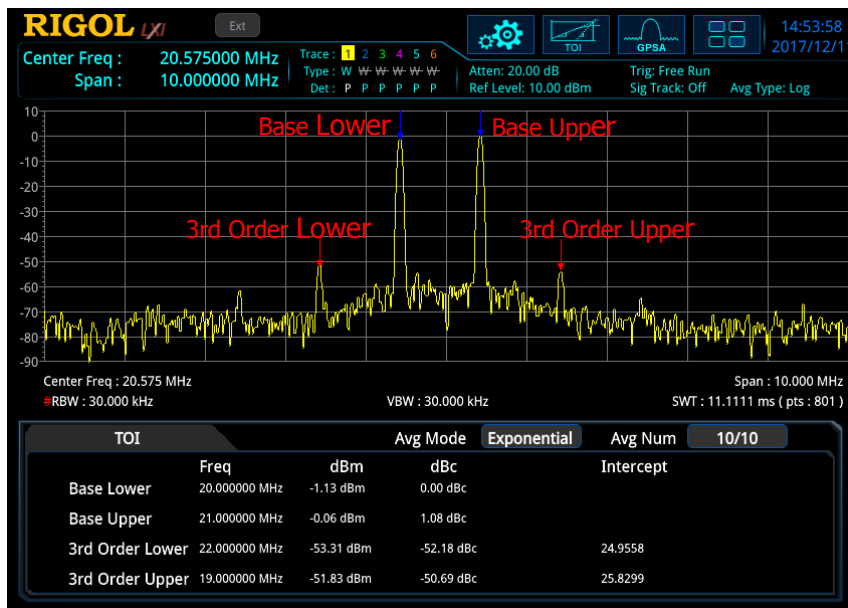 RIGOL LXI Ext
Center Freq : 20.575000 MHz
Span : 10.000000 MHz
Trace : 1 2 3 4 5 6
Type : W W W W W W
Det : P P P P P P
TOI
GPSA
14:53:58
2017/12/1
Atten: 20.00 dB
Ref Level: 10.00 dBm
Trig: Free Run
Sig Track: Off Avg Type: Log
10
0
-10
-20
-30
-40
-50
-60
-70
-80
-90
Base Lower
Base Upper
3rd Order Lower
3rd Order Upper
Center Freq : 20.575 MHz Span : 10.000 MHz
#RBW : 30.000 kHz VBW : 30.000 kHz SWT : 11.1111 ms ( pts : 801 )
TOI Avg Mode Exponential Avg Num 10/10
Freq dBm dBc Intercept
Base Lower 20.000000 MHz -1.13 dBm 0.00 dBc
Base Upper 21.000000 MHz -0.06 dBm 1.08 dBc
3rd Order Lower 22.000000 MHz -53.31 dBm -52.18 dBc 24.9558
3rd Order Upper 19.000000 MHz -51.83 dBm -50.69 dBc 25.8299